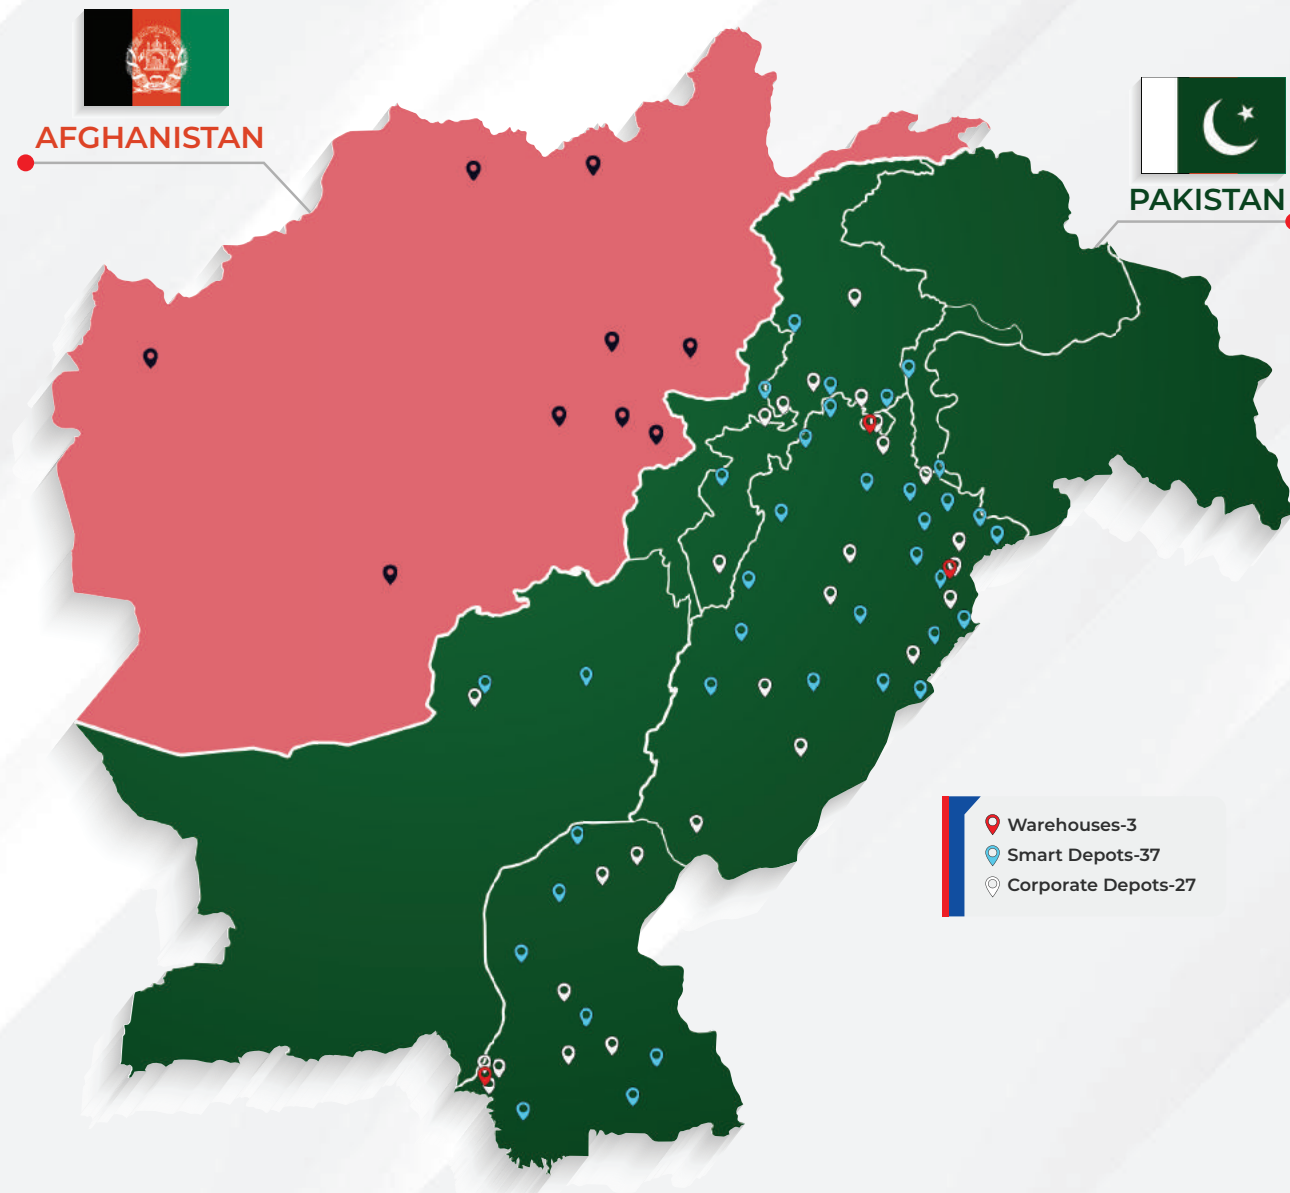 AFGHANISTAN
PAKISTAN
Warehouses-3
Smart Depots-37
Corporate Depots-27